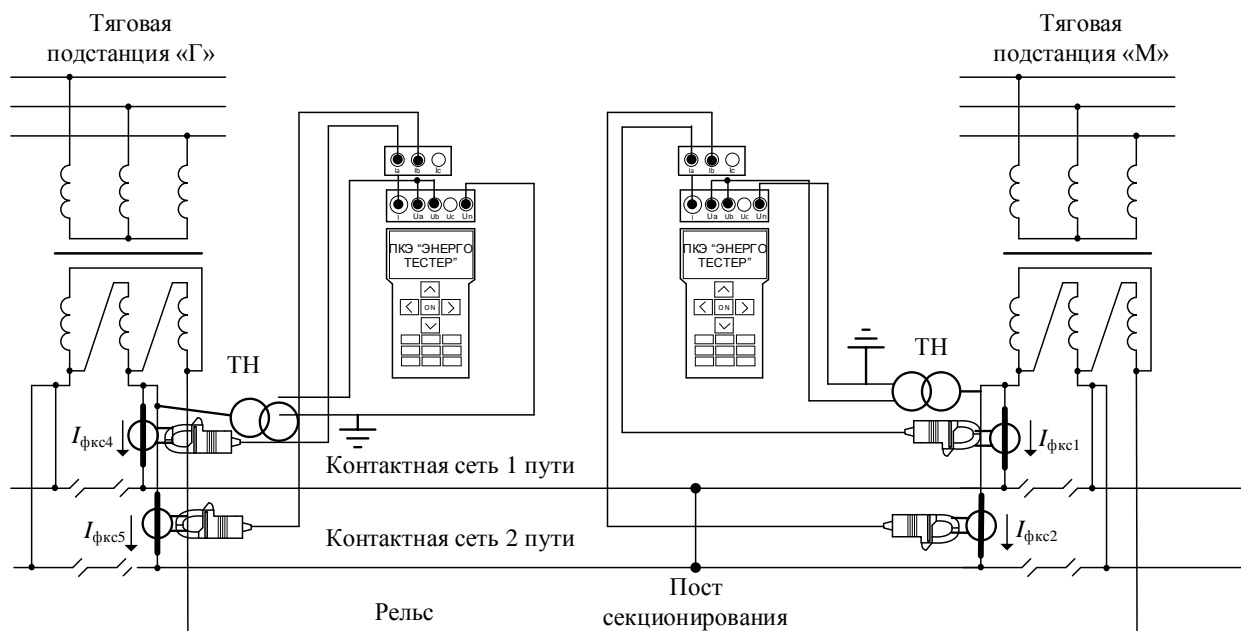 Тяговая
подстанция «Г»
Тяговая
подстанция «М»
Ia Ib Ic
I Ua Ub Uc Un
ПКЭ “ЭНЕРГО
ТЕСТЕР”
ON
Ia Ib Ic
I Ua Ub Uc Un
ПКЭ “ЭНЕРГО
ТЕСТЕР”
ON
ТН
ТН
Iфкс4
Iфкс1
Контактная сеть 1 пути
Iфкс5
Iфкс2
Контактная сеть 2 пути
Пост
секционирования
Рельс